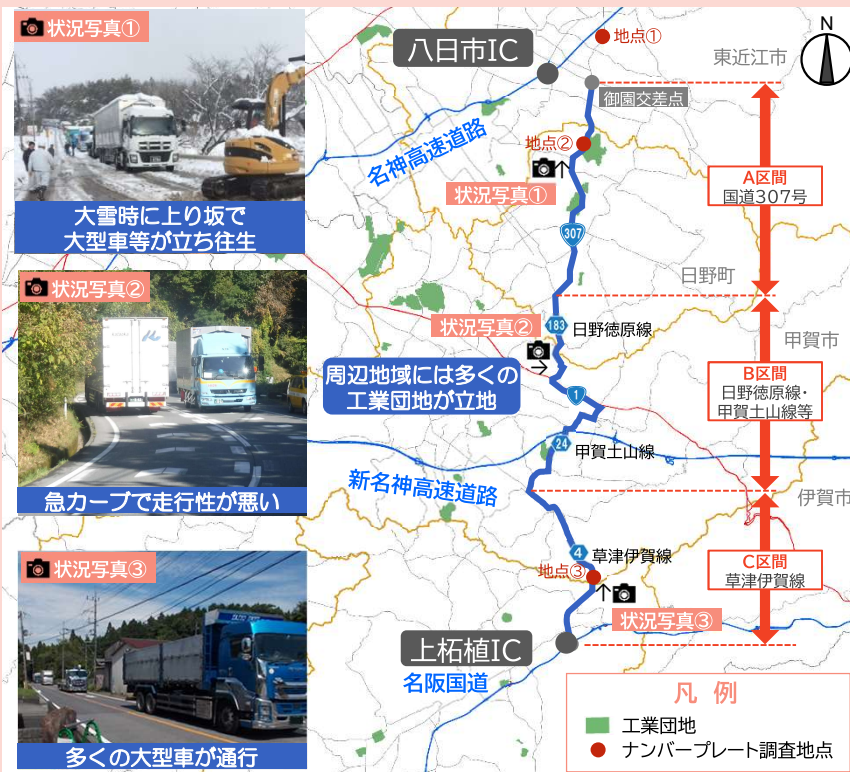 状況写真①
大雪時に上り坂で
大型車等が立ち往生
状況写真②
急カーブで走行性が悪い
状況写真③
多くの大型車が通行
八日市IC
地点①
東近江市
N
御園交差点
名神高速道路
地点②
状況写真①
A区間
国道307号
307
日野町
状況写真②
183
日野徳原線
甲賀市
周辺地域には多くの
工業団地が立地
1
B区間
日野徳原線・
甲賀土山線等
24
甲賀土山線
新名神高速道路
伊賀市
4
草津伊賀線
地点③
C区間
草津伊賀線
状況写真③
上柘植IC
名阪国道
凡例
工業団地
ナンバープレート調査地点